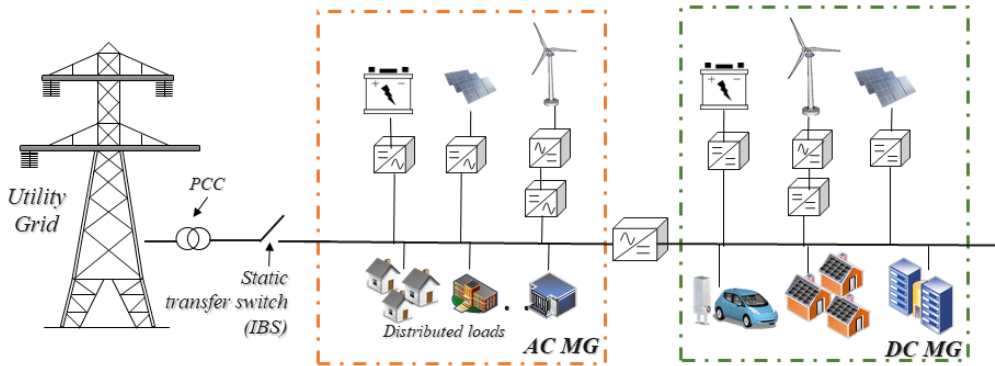 Utility
Grid
PCC
Static
transfer switch
(IBS)
Distributed loads
AC MG
DC MG